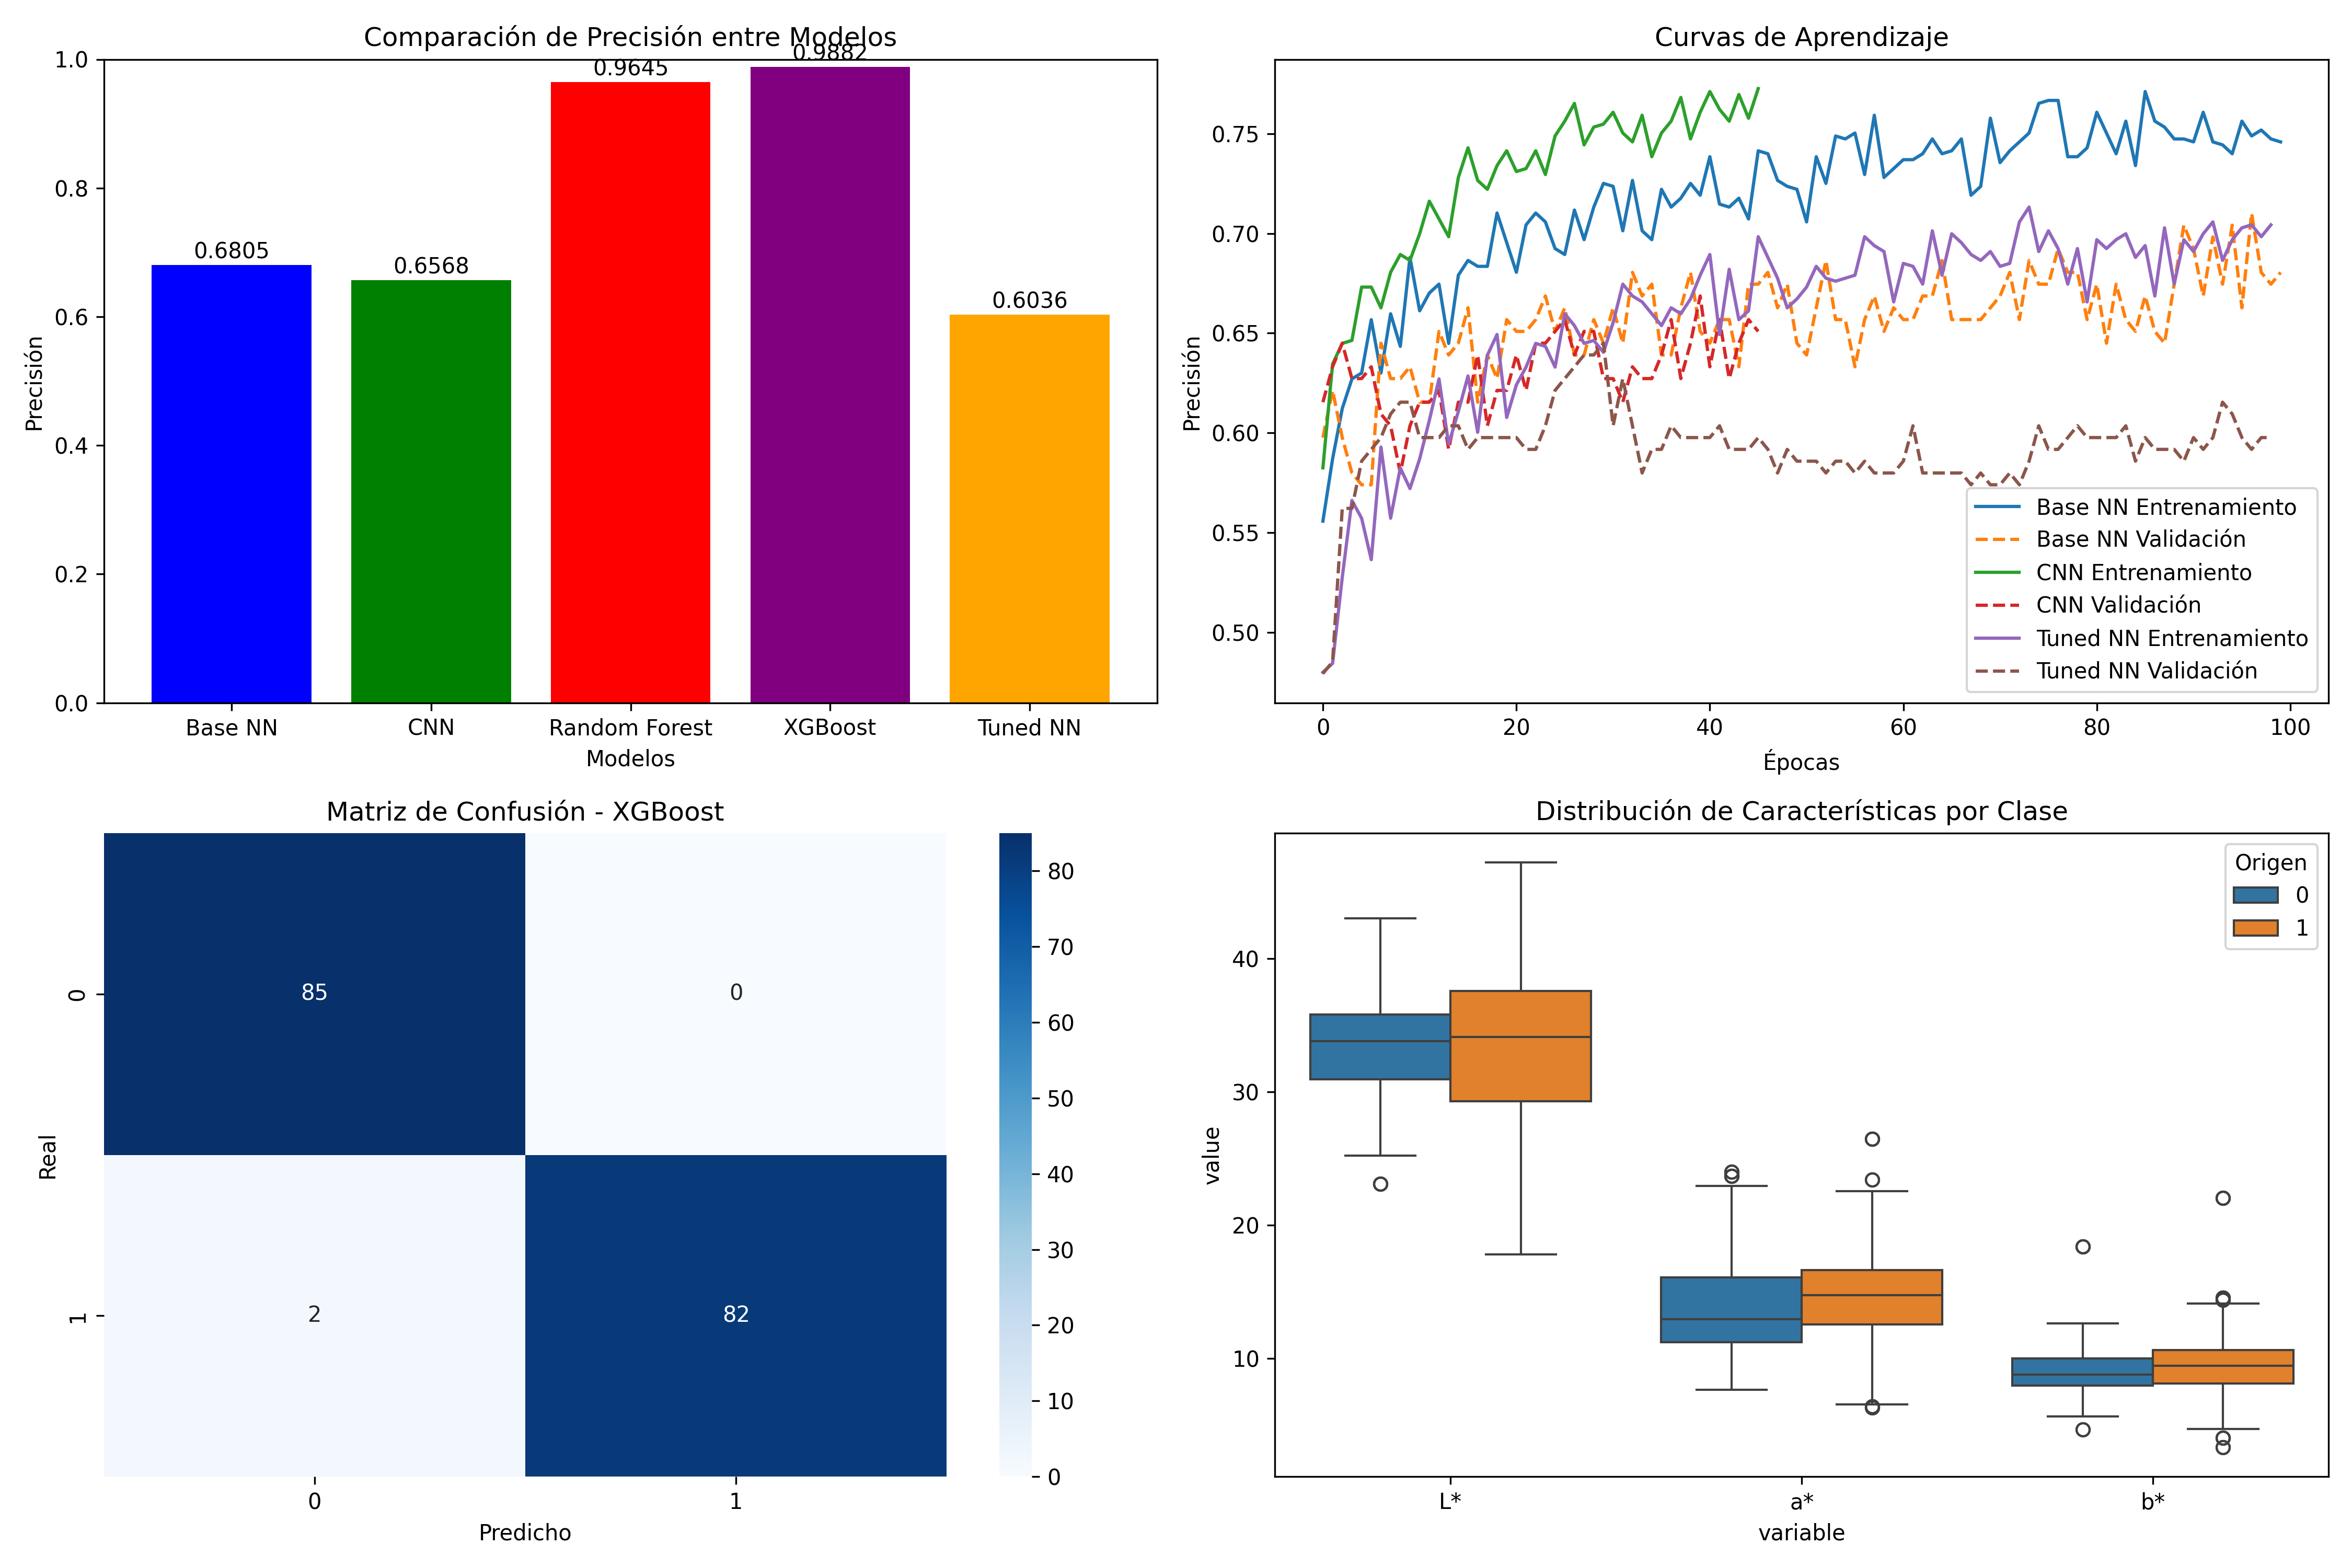 Comparación de Precisión entre Modelos
Precisión
1.0
0.8
0.6
0.4
0.2
0.0
0.6805
0.6568
0.9645
0.9882
0.6036
Base NN
CNN
Random Forest
XGBoost
Tuned NN
Modelos
Curvas de Aprendizaje
Precisión
0.75
0.70
0.65
0.60
0.55
0.50
Base NN Entrenamiento
Base NN Validación
CNN Entrenamiento
CNN Validación
Tuned NN Entrenamiento
Tuned NN Validación
0
20
40
60
80
100
Épocas
Matriz de Confusión - XGBoost
Real
0
1
85
0
2
82
0
1
Predicho
80
70
60
50
40
30
20
10
0
Distribución de Características por Clase
value
40
30
20
10
Origen
0
1
L*
a*
b*
variable